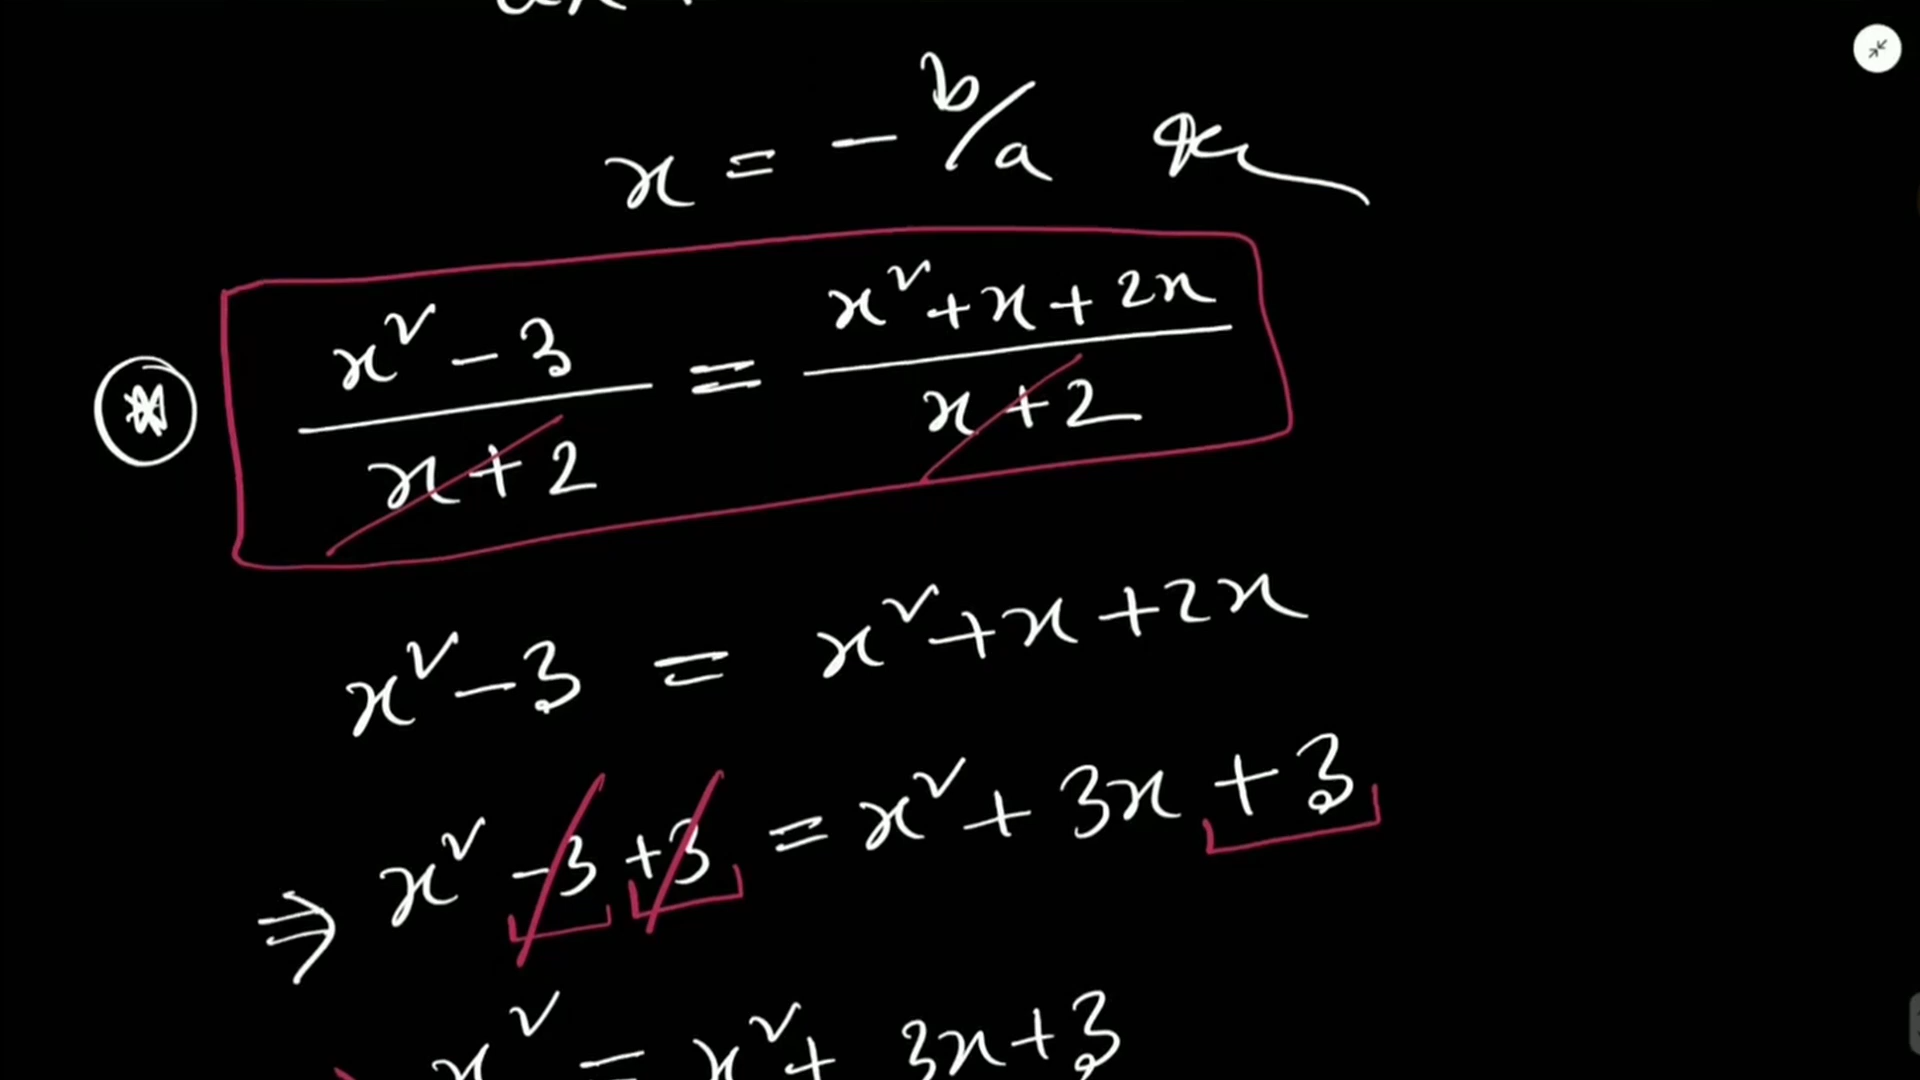 x = - b/a
x² - 3 / x + 2 = x² + x + 2x / x + 2
x² - 3 = x² + x + 2x
⇒ x² - 3 + 3 = x² + 3x + 3
x² = x² + 3x + 3